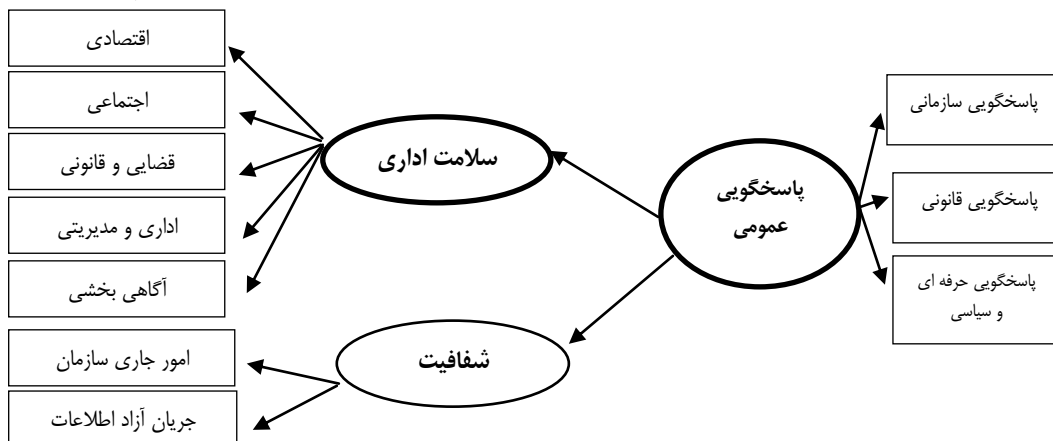 پاسخگویی سازمانی
پاسخگویی قانونی
پاسخگویی حرفه ای
و سیاسی
پاسخگویی
عمومی
سلامت اداری
شفافیت
اقتصادی
اجتماعی
قضایی و قانونی
اداری و مدیریتی
آگاهی بخشی
امور جاری سازمان
جریان آزاد اطلاعات